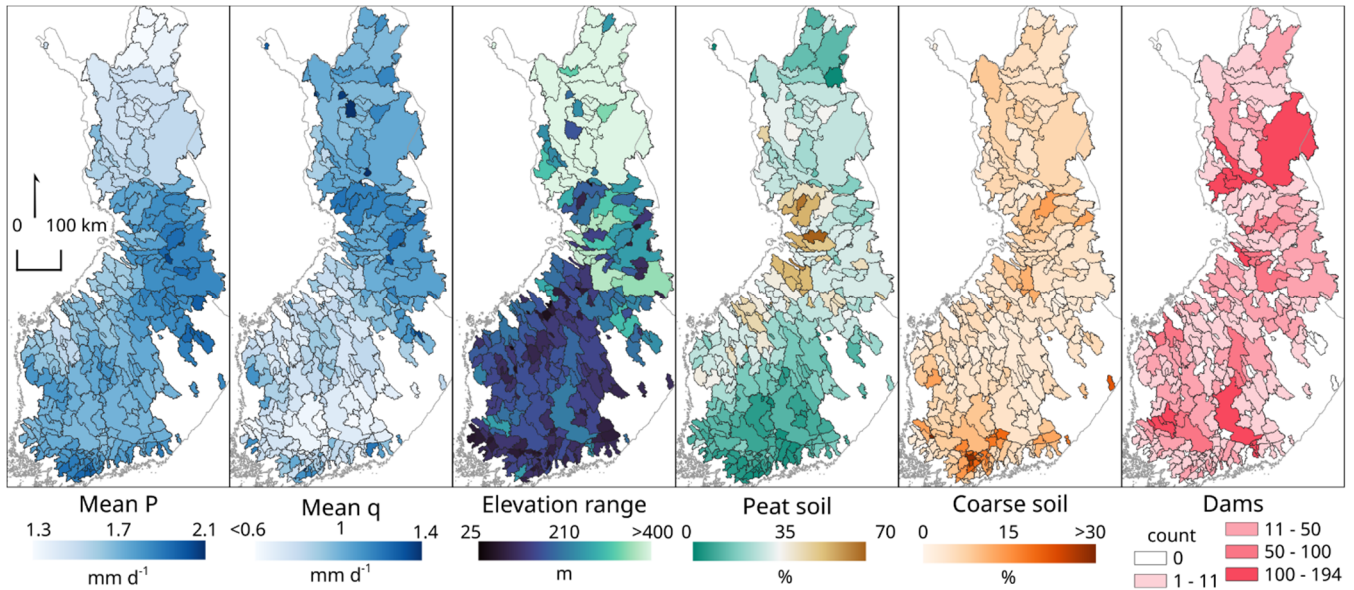 0 100 km
Mean P
1.3 1.7 2.1
mm d-1
Mean q
<0.6 1 1.4
mm d-1
Elevation range
25 210 >400
m
Peat soil
0 35 70
%
Coarse soil
0 15 >30
%
Dams
count
0
1 - 11
11 - 50
50 - 100
100 - 194